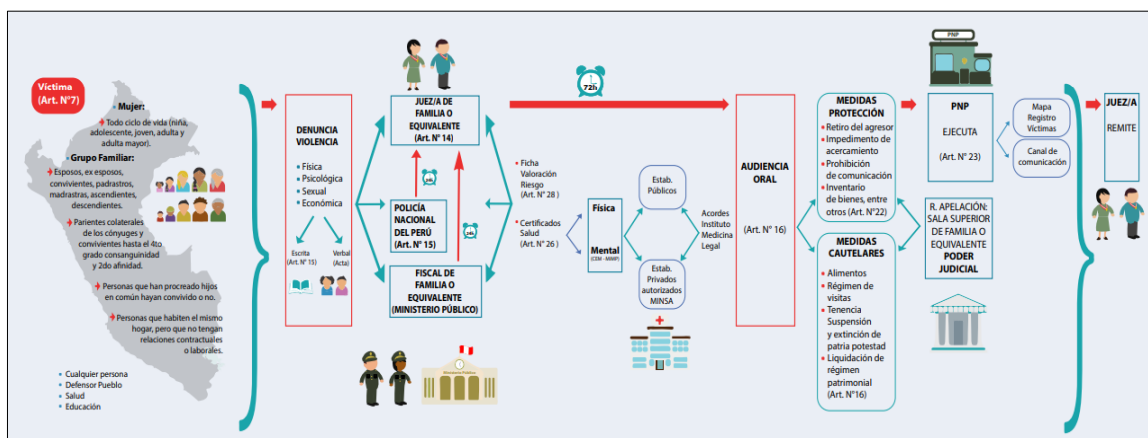 Víctima
(Art. N°7)
• Mujer:
Todo ciclo de vida (niña,
adolescente, joven, adulta y
adulta mayor).
• Grupo Familiar:
Esposos, ex esposos,
convivientes, padrastros,
madrastras, ascendientes,
descendientes.
Parientes colaterales
de los cónyuges y
convivientes hasta el 4to
grado consanguinidad
y 2do afinidad.
Personas que han procreado hijos
en común hayan convivido o no.
Personas que habiten el mismo
hogar, pero que no tengan
relaciones contractuales
o laborales.
• Cualquier persona
• Defensor Pueblo
• Salud
• Educación
DENUNCIA
VIOLENCIA
• Física
• Psicológica
• Sexual
• Económica
Escrita
(Art. N° 15)
Verbal
(Acta)
JUEZ/A DE
FAMILIA O
EQUIVALENTE
(Art. N° 14)
24h
POLICÍA
NACIONAL
DEL PERÚ
(Art. N° 15)
24h
FISCAL DE
FAMILIA O
EQUIVALENTE
(MINISTERIO PÚBLICO)
Ministerio Público
72h
• Ficha
Valoración
Riesgo
(Art. N° 28 )
• Certificados
Salud
(Art. N° 26 )
Física
Mental
(CEM - MIMP)
Estab.
Públicos
Estab.
Privados
autorizados
MINSA
Acordes
Instituto
Medicina
Legal
AUDIENCIA
ORAL
(Art. N° 16)
MEDIDAS
PROTECCIÓN
• Retiro del agresor
• Impedimento de
acercamiento
• Prohibición
de comunicación
• Inventario
de bienes, entre
otros (Art. N°22)
MEDIDAS
CAUTELARES
• Alimentos
• Régimen de
visitas
• Tenencia
Suspensión
y extinción de
patria potestad
• Liquidación de
régimen
patrimonial
(Art. N°16)
PNP
PNP
EJECUTA
(Art. N° 23)
Mapa
Registro
Víctimas
Canal de
comunicación
R. APELACIÓN:
SALA SUPERIOR
DE FAMILIA O
EQUIVALENTE
PODER
JUDICIAL
JUEZ/A
REMITE